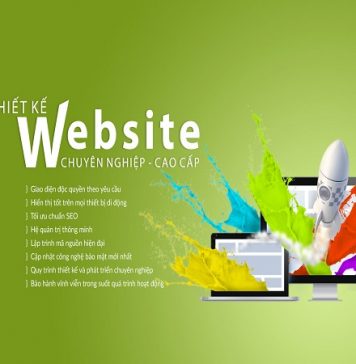 HIẾT KẾ
Website
CHUYÊN NGHIỆP - CAO CẤP
] Giao diện độc quyền theo yêu cầu
] Hiển thị tốt trên mọi thiết bị di động
] Tối ưu chuẩn SEO
] Hệ quản trị thông minh
] Lập trình mã nguồn hiện đại
] Cập nhật công nghệ bảo mật mới nhất
] Quy trình thiết kế và phát triển chuyên nghiệp
] Bảo hành vĩnh viễn trong suốt quá trình hoạt động